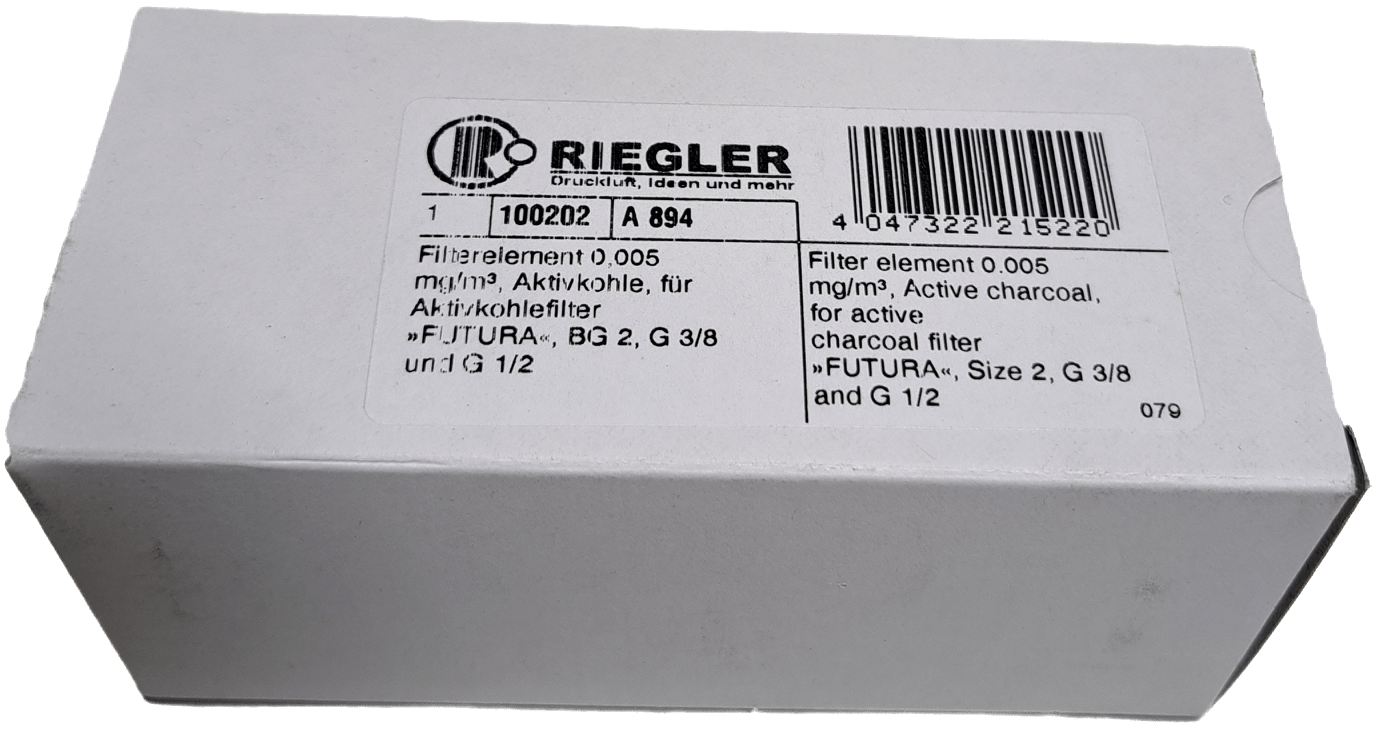 RIEGLER
Druckluft, Ideen und mehr
1 100202 A 894
Filterelement 0,005
mg/m³, Aktivkohle, für
Aktivkohlefilter
»FUTURA«, BG 2, G 3/8
und G 1/2
4 047322 215220
Filter element 0.005
mg/m³, Active charcoal,
for active
charcoal filter
»FUTURA«, Size 2, G 3/8
and G 1/2
079